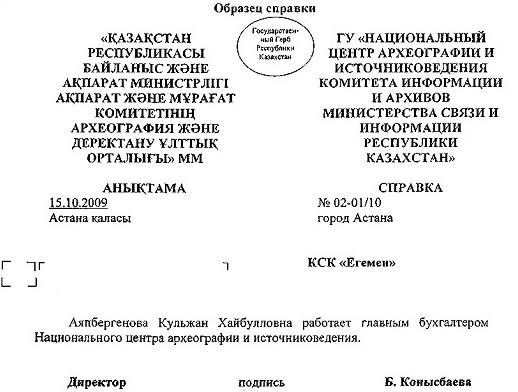 Образец справки
«ҚАЗАҚСТАН
РЕСПУБЛИКАСЫ
БАЙЛАНЫС ЖӘНЕ
АҚПАРАТ МИНИСТРЛІГІ
АҚПАРАТ ЖӘНЕ МҰРАҒАТ
КОМИТЕТІНІҢ
АРХЕОГРАФИЯ ЖӘНЕ
ДЕРЕКТАНУ ҰЛТТЫҚ
ОРТАЛЫҒЫ» ММ
Государствен-
ный Герб
Республики
Казахстан
ГУ «НАЦИОНАЛЬНЫЙ
ЦЕНТР АРХЕОГРАФИИ И
ИСТОЧНИКОВЕДЕНИЯ
КОМИТЕТА ИНФОРМАЦИИ
И АРХИВОВ
МИНИСТЕРСТВА СВЯЗИ И
ИНФОРМАЦИИ
РЕСПУБЛИКИ
КАЗАХСТАН»
АНЫҚТАМА
СПРАВКА
15.10.2009
№ 02-01/10
Астана қаласы
город Астана
КСК «Егемен»
Аяпбергенова Кульжан Хайбулловна работает главным бухгалтером
Национального центра археографии и источниковедения.
Директор подпись Б. Конысбаева